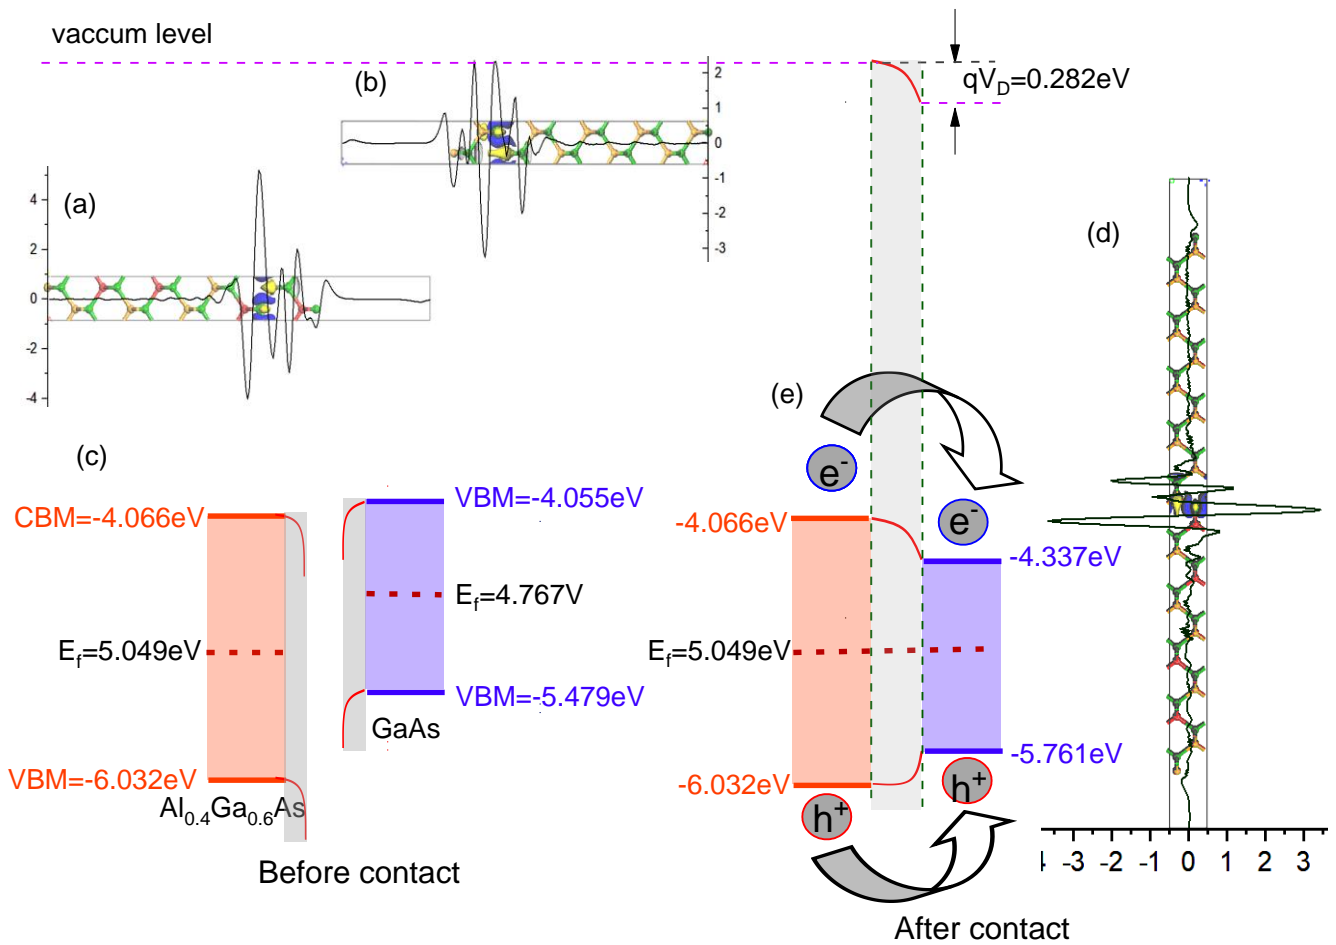 vaccum level
(b)
2
1
0
-1
-2
-3
qV_D=0.282eV
(a)
4
2
0
-2
-4
(d)
(e)
(c)
e⁻
e⁻
CBM=-4.066eV
VBM=-4.055eV
-4.066eV
-4.337eV
E_f=4.767V
E_f=5.049eV
E_f=5.049eV
VBM=-5.479eV
GaAs
-5.761eV
VBM=-6.032eV
-6.032eV
Al₀.₄Ga₀.₆As
h⁺
h⁺
Before contact
4 -3 -2 -1 0 1 2 3
After contact